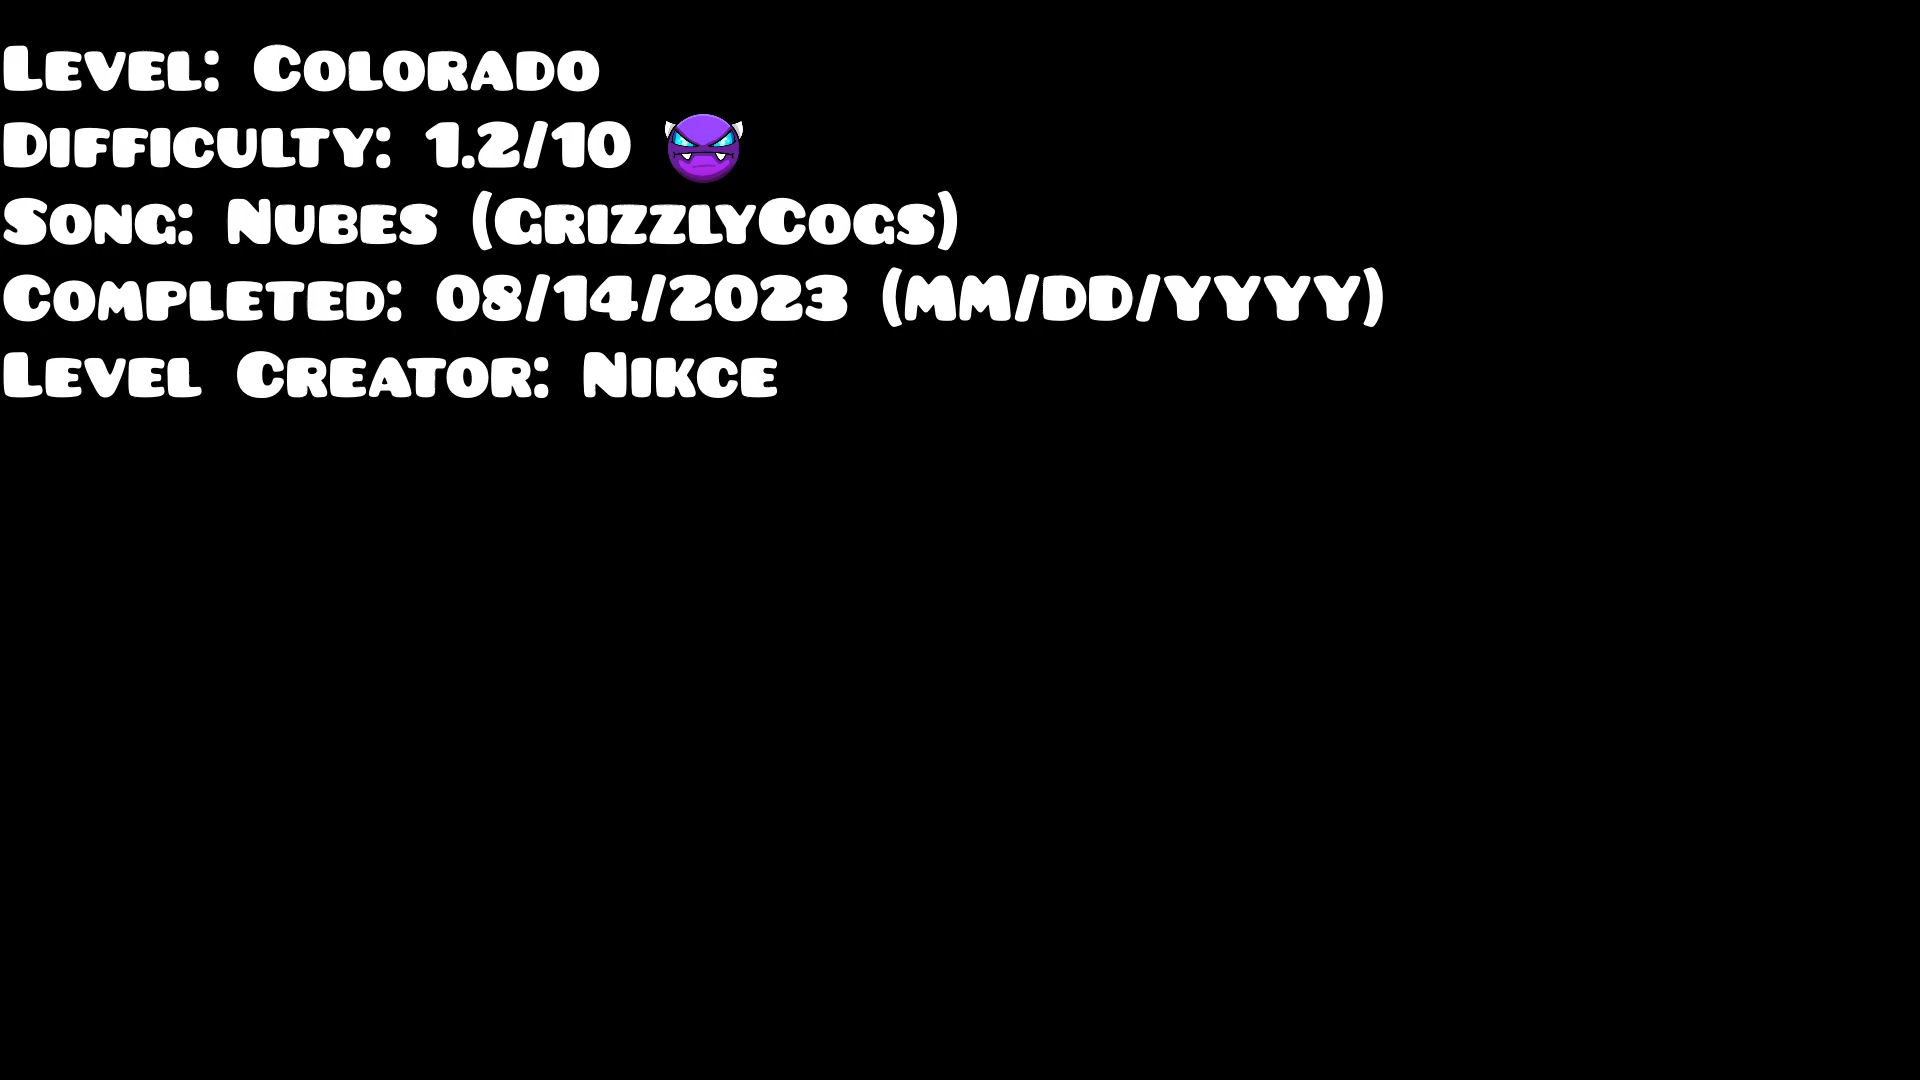 Level: Colorado
Difficulty: 1.2/10
Song: Nubes (GrizzlyCogs)
Completed: 08/14/2023 (MM/DD/YYYY)
Level Creator: Nikce